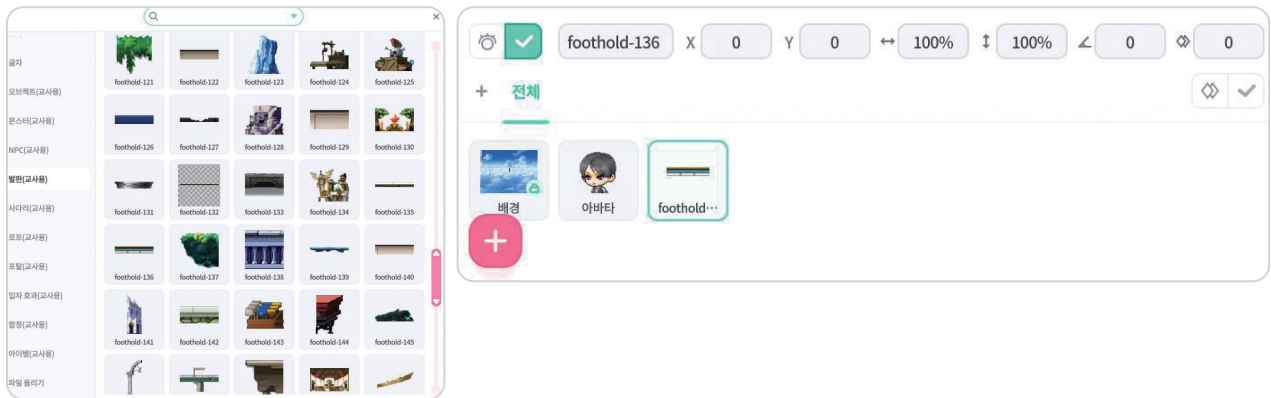 ×
글자
오브젝트(교사용)
몬스터(교사용)
NPC(교사용)
발판(교사용)
사다리(교사용)
로프(교사용)
포탈(교사용)
입자 효과(교사용)
함정(교사용)
아이템(교사용)
파일 올리기
foothold-121 foothold-122 foothold-123 foothold-124 foothold-125
foothold-126 foothold-127 foothold-128 foothold-129 foothold-130
foothold-131 foothold-132 foothold-133 foothold-134 foothold-135
foothold-136 foothold-137 foothold-138 foothold-139 foothold-140
foothold-141 foothold-142 foothold-143 foothold-144 foothold-145
foothold-136 X 0 Y 0 ↔ 100% ↕ 100% ∠ 0 0
+ 전체
배경 아바타 foothold···
+